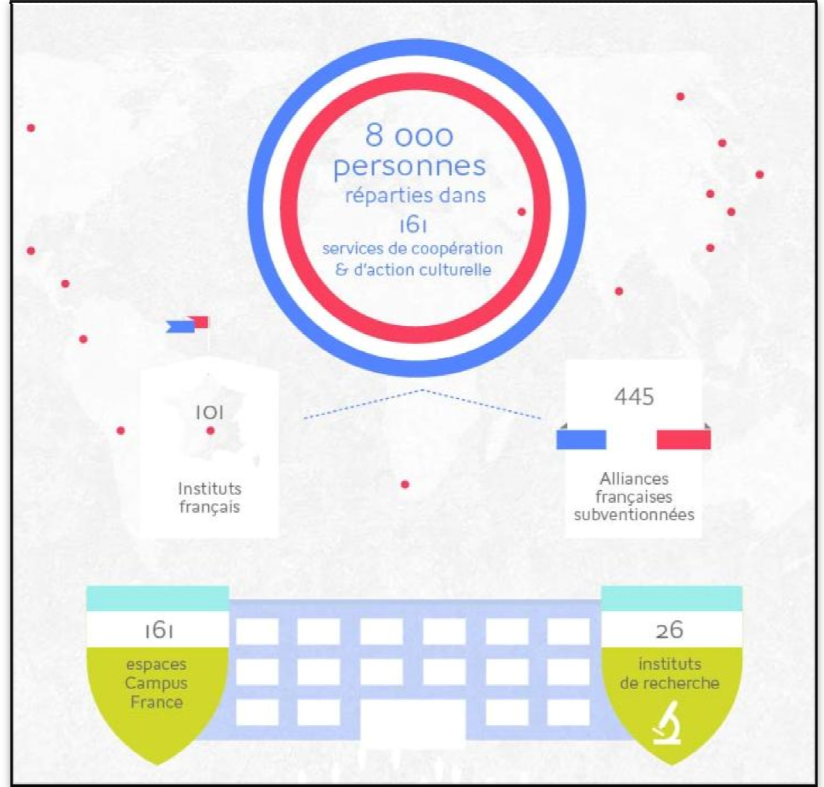 8 000
personnes
réparties dans
161
services de coopération
& d'action culturelle
101
Instituts
français
445
Alliances
françaises
subventionnées
161
espaces
Campus
France
26
instituts
de recherche